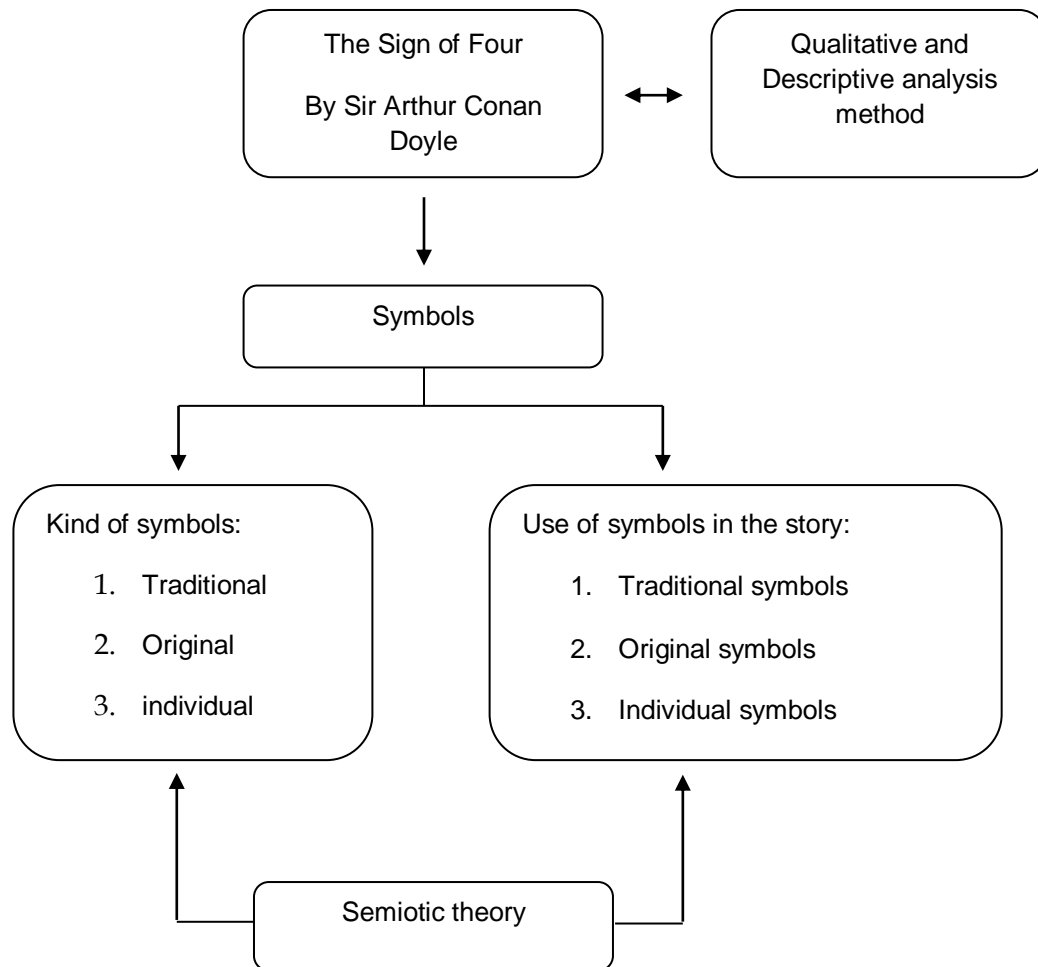 The Sign of Four
By Sir Arthur Conan
Doyle
Qualitative and
Descriptive analysis
method
Symbols
Kind of symbols:
1. Traditional
2. Original
3. individual
Use of symbols in the story:
1. Traditional symbols
2. Original symbols
3. Individual symbols
Semiotic theory